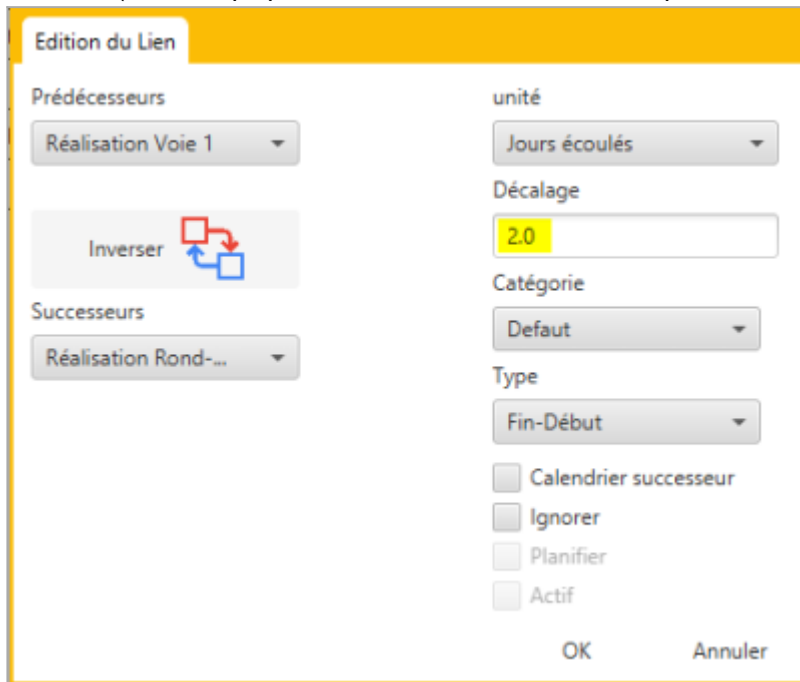 Edition du Lien
Prédécesseurs
Réalisation Voie 1
Inverser
Successeurs
Réalisation Rond-...
unité
Jours écoulés
Décalage
2.0
Catégorie
Defaut
Type
Fin-Début
Calendrier successeur
Ignorer
Planifier
Actif
OK
Annuler